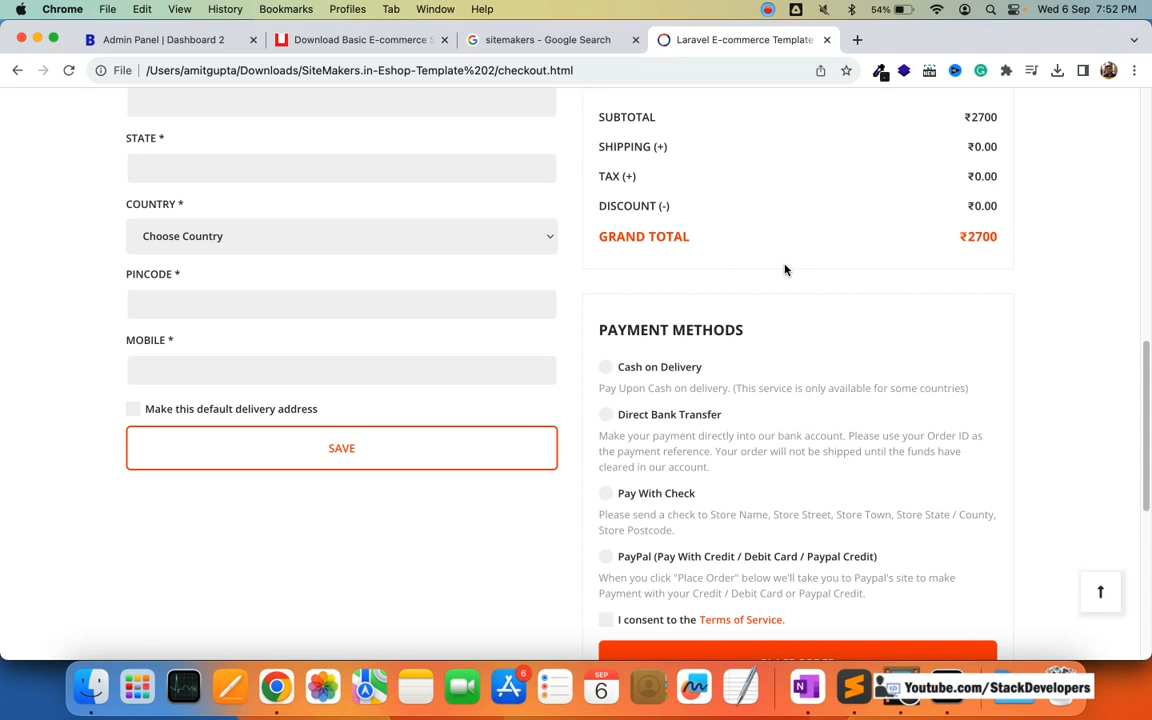 Chrome File Edit View History Bookmarks Profiles Tab Window Help 54% Wed 6 Sep 7:52 PM
Admin Panel | Dashboard 2 Download Basic E-commerce S sitemakers - Google Search Laravel E-commerce Template
File /Users/amitgupta/Downloads/SiteMakers.in-Eshop-Template%202/checkout.html
STATE *
COUNTRY *
Choose Country
PINCODE *
MOBILE *
Make this default delivery address
SAVE
SUBTOTAL ₹2700
SHIPPING (+) ₹0.00
TAX (+) ₹0.00
DISCOUNT (-) ₹0.00
GRAND TOTAL ₹2700
PAYMENT METHODS
Cash on Delivery
Pay Upon Cash on delivery. (This service is only available for some countries)
Direct Bank Transfer
Make your payment directly into our bank account. Please use your Order ID as
the payment reference. Your order will not be shipped until the funds have
cleared in our account.
Pay With Check
Please send a check to Store Name, Store Street, Store Town, Store State / County,
Store Postcode.
PayPal (Pay With Credit / Debit Card / Paypal Credit)
When you click "Place Order" below we'll take you to Paypal's site to make
Payment with your Credit / Debit Card or Paypal Credit.
I consent to the Terms of Service.
6
SEP
6
Youtube.com/StackDevelopers